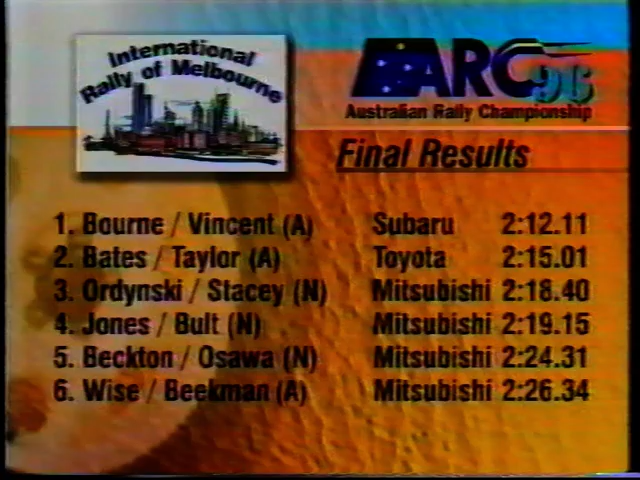 International
Rally of Melbourne
ARC96
Australian Rally Championship
Final Results
1. Bourne / Vincent (A) Subaru 2:12.11
2. Bates / Taylor (A) Toyota 2:15.01
3. Ordynski / Stacey (N) Mitsubishi 2:18.40
4. Jones / Bult (N) Mitsubishi 2:19.15
5. Beckton / Osawa (N) Mitsubishi 2:24.31
6. Wise / Beekman (A) Mitsubishi 2:26.34